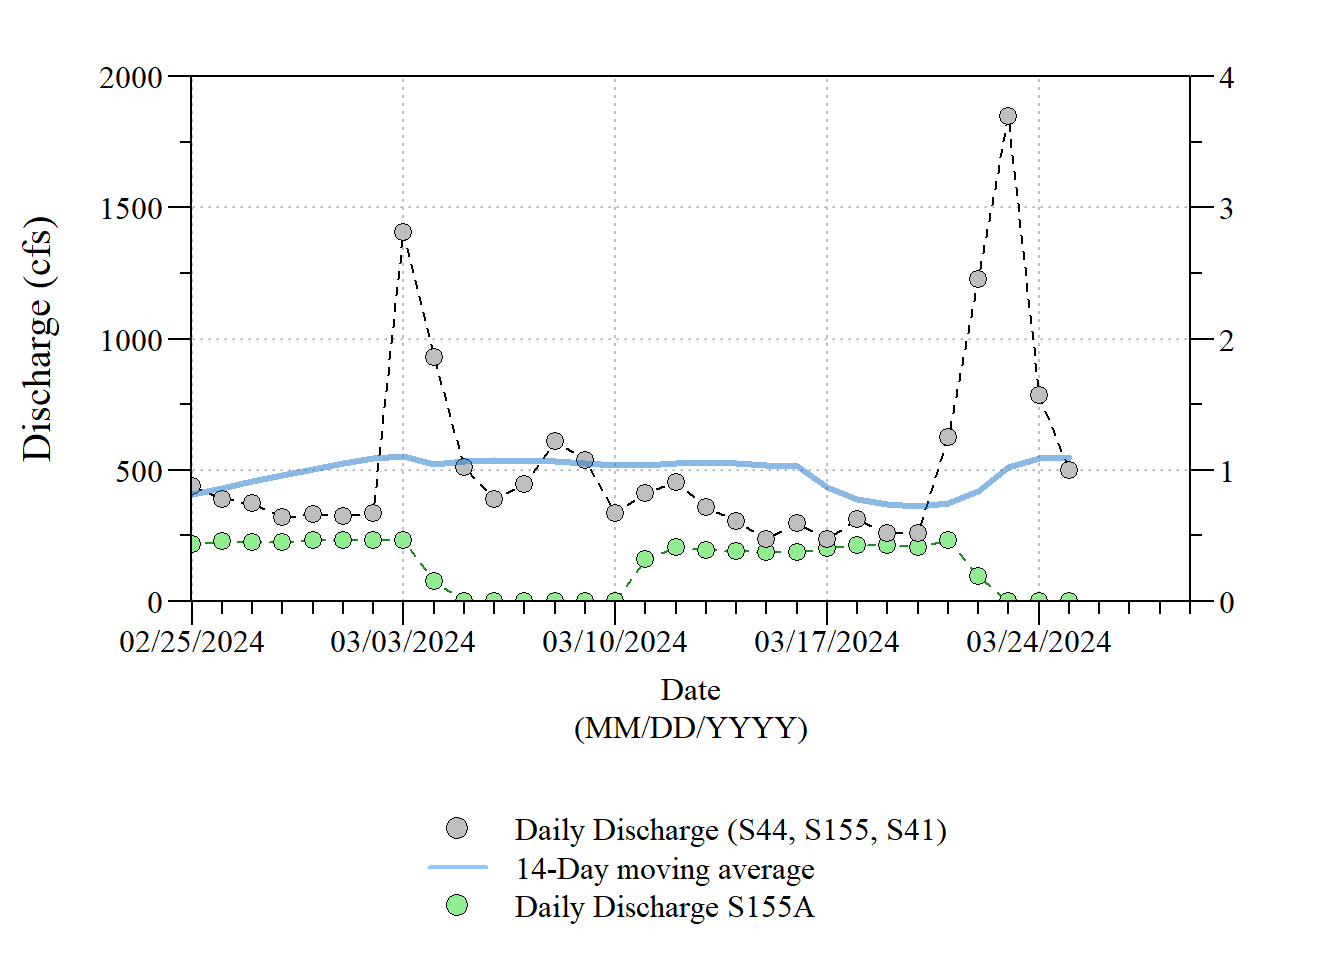 2000
1500
1000
500
0
4
3
2
1
0
Discharge (cfs)
02/25/2024 03/03/2024 03/10/2024 03/17/2024 03/24/2024
Date
(MM/DD/YYYY)
Daily Discharge (S44, S155, S41)
14-Day moving average
Daily Discharge S155A